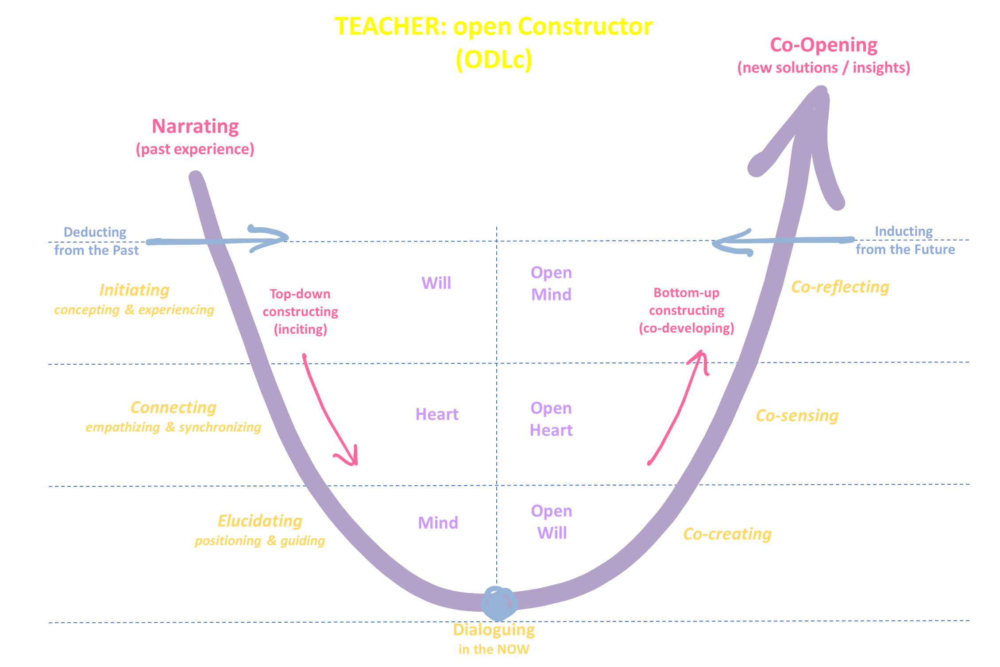 TEACHER: open Constructor
(ODLc)
Co-Opening
(new solutions / insights)
Narrating
(past experience)
Deducting
from the Past
Inducting
from the Future
Initiating
concepting & experiencing
Top-down
constructing
(inciting)
Will
Open
Mind
Bottom-up
constructing
(co-developing)
Co-reflecting
Connecting
empathizing & synchronizing
Heart
Open
Heart
Co-sensing
Elucidating
positioning & guiding
Mind
Open
Will
Co-creating
Dialoguing
in the NOW